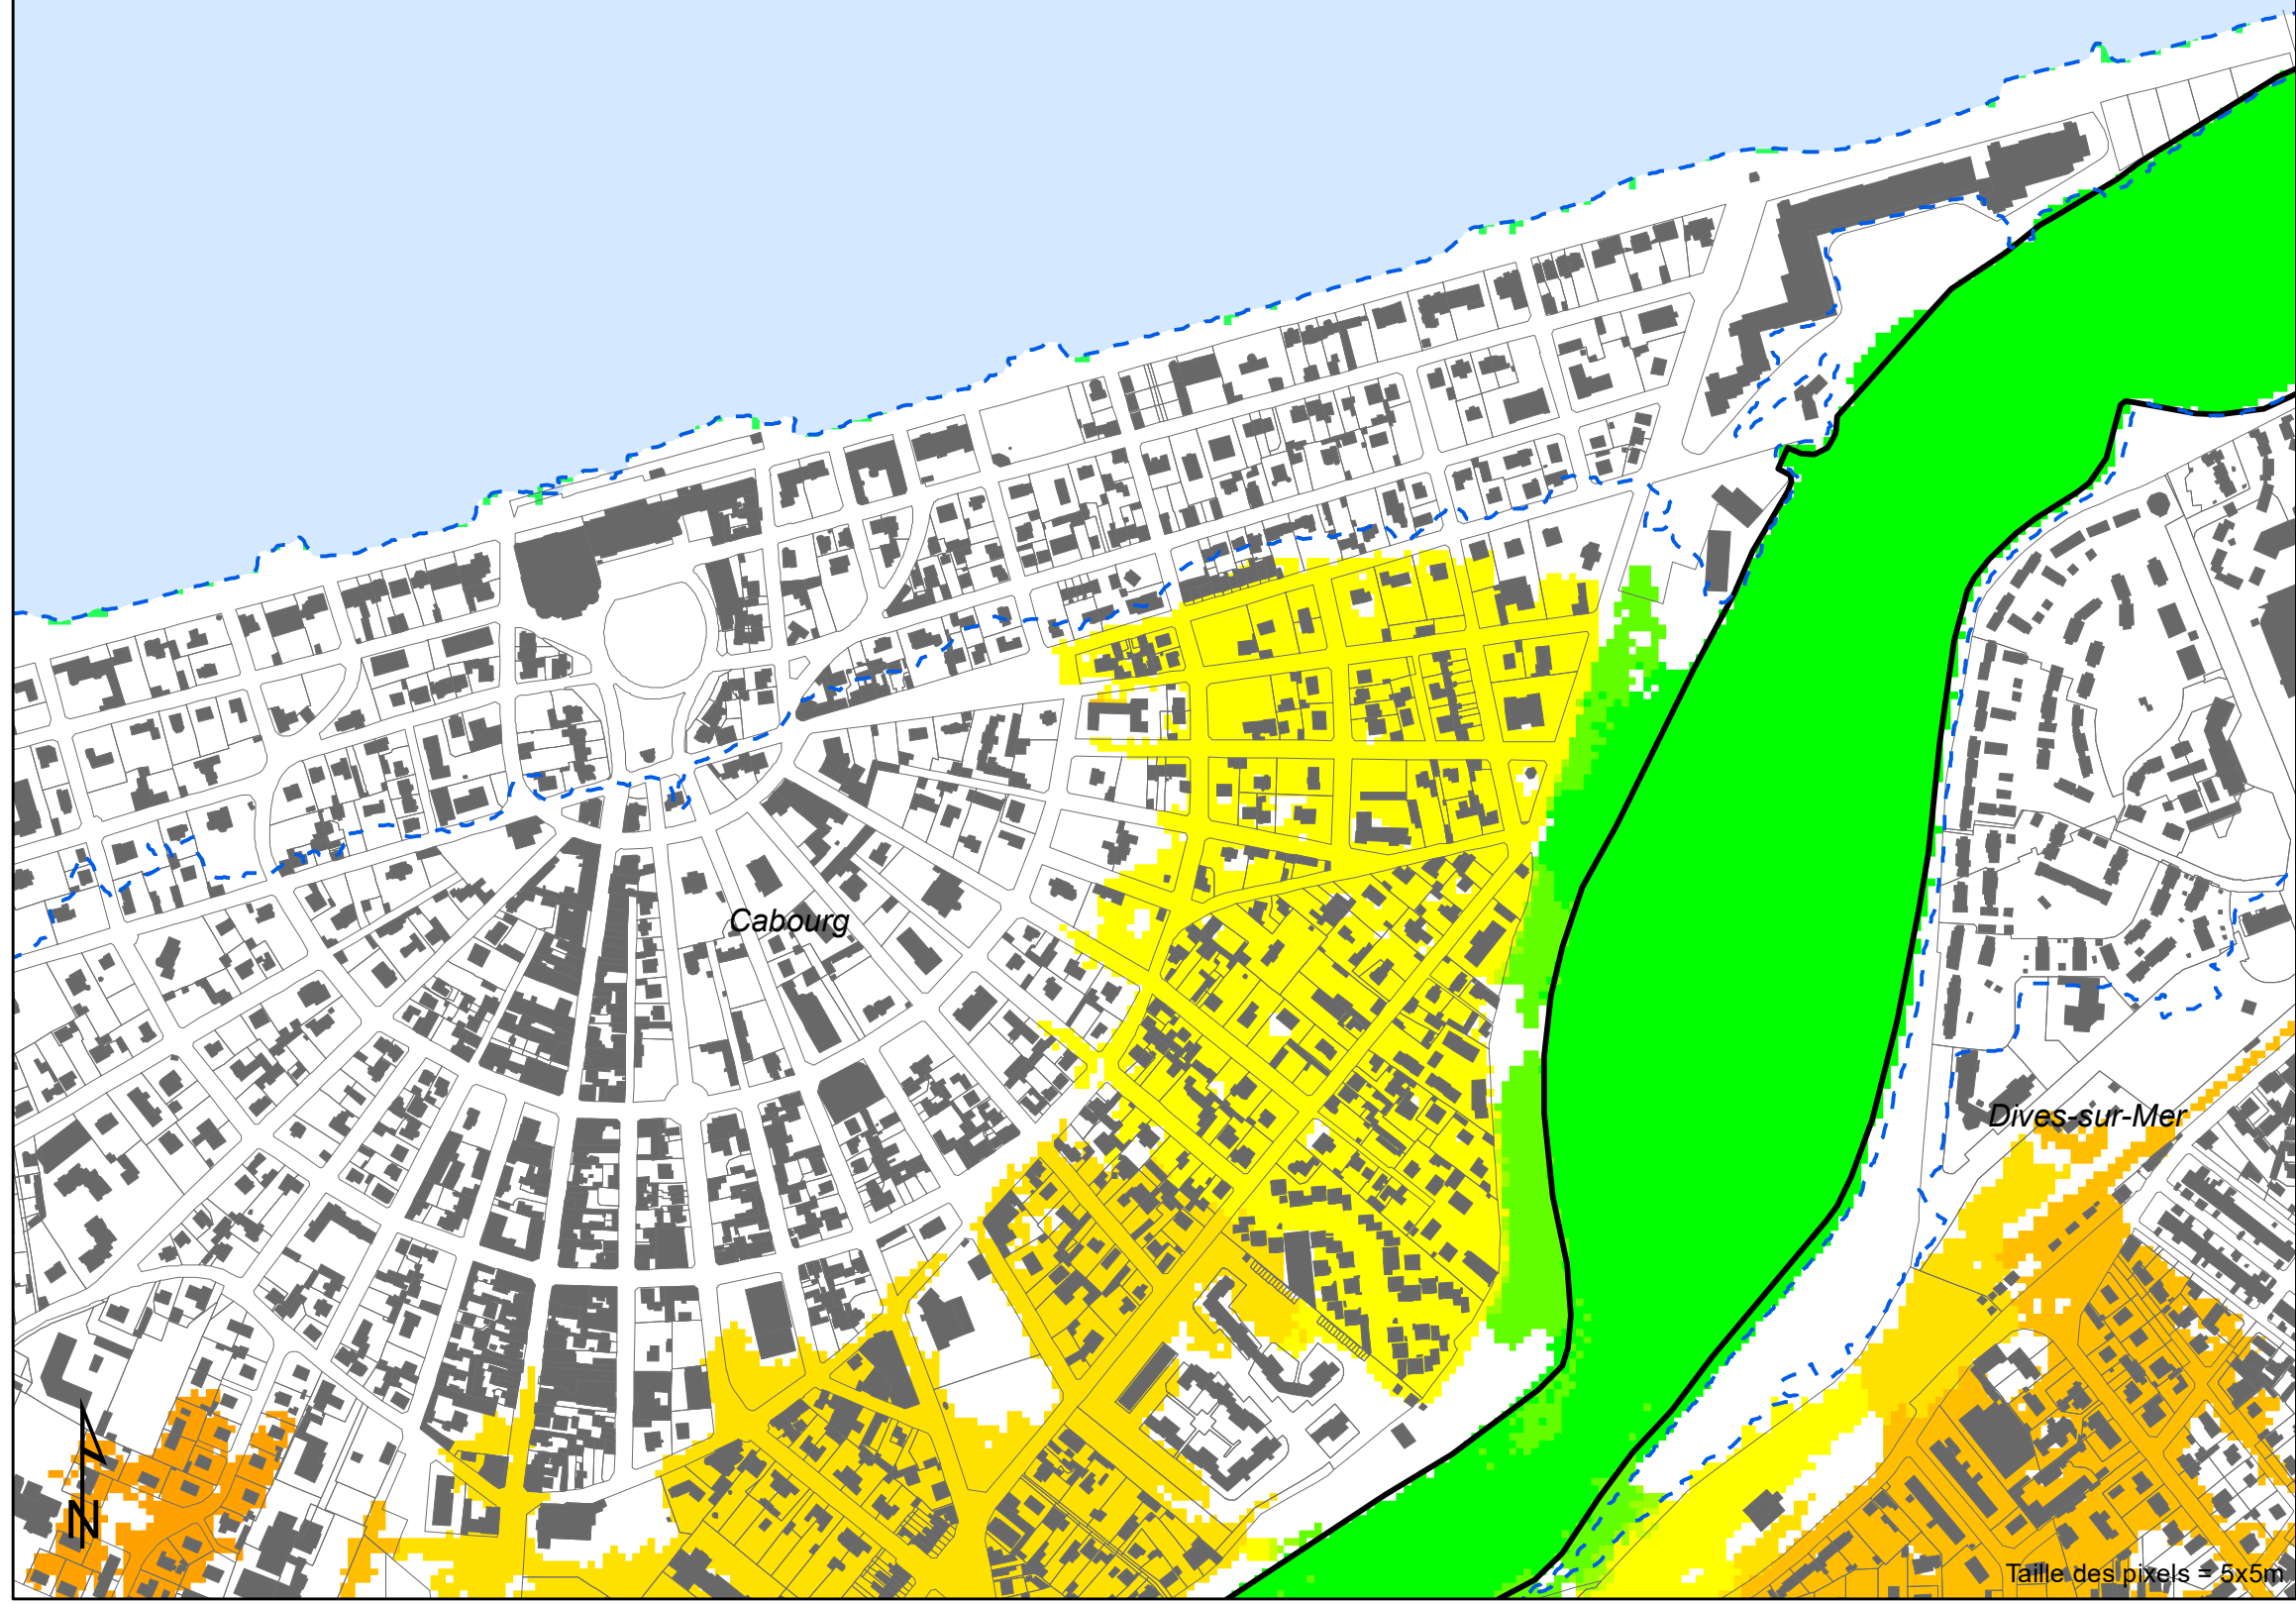 Cabourg
Dives-sur-Mer
N
Taille des pixels = 5x5m